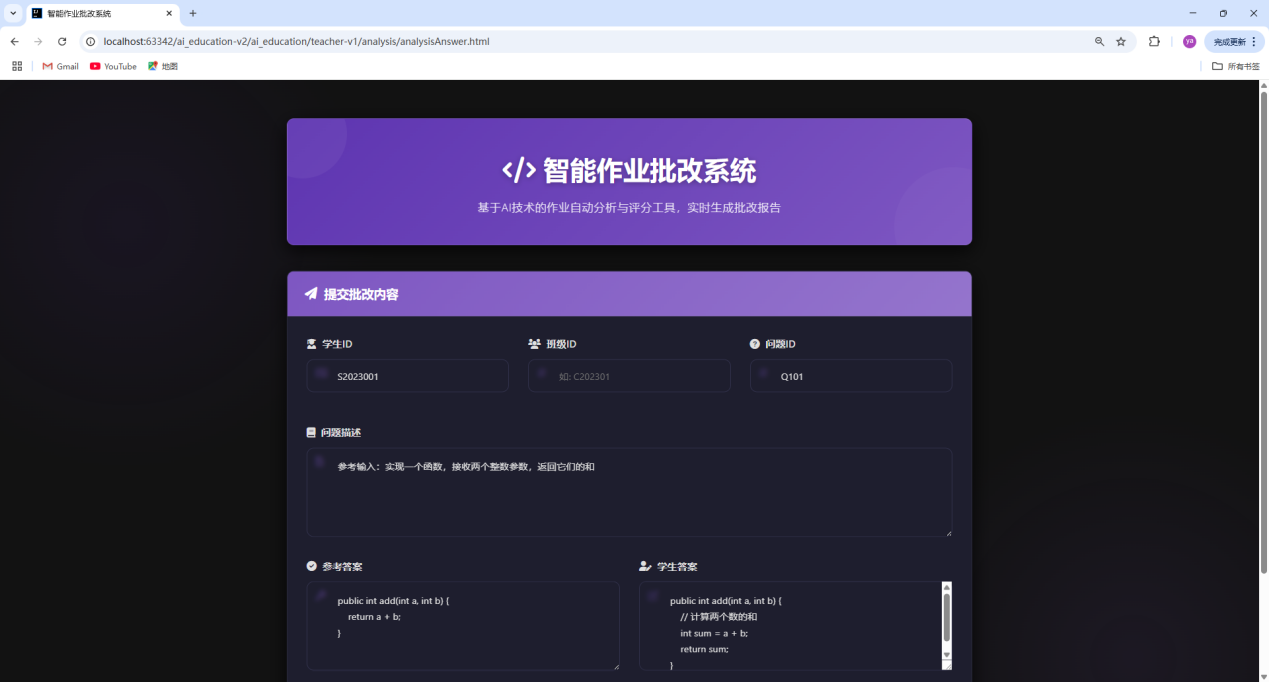 智能作业批改系统
localhost:63342/ai_education-v2/ai_education/teacher-v1/analysis/analysisAnswer.html
ya
完成更新
Gmail
YouTube
地图
所有书签
</> 智能作业批改系统
基于AI技术的作业自动分析与评分工具，实时生成批改报告
提交批改内容
学生ID
班级ID
问题ID
S2023001
如: C202301
Q101
问题描述
参考输入：实现一个函数，接收两个整数参数，返回它们的和
参考答案
学生答案
public int add(int a, int b) {
return a + b;
}
public int add(int a, int b) {
// 计算两个数的和
int sum = a + b;
return sum;
}